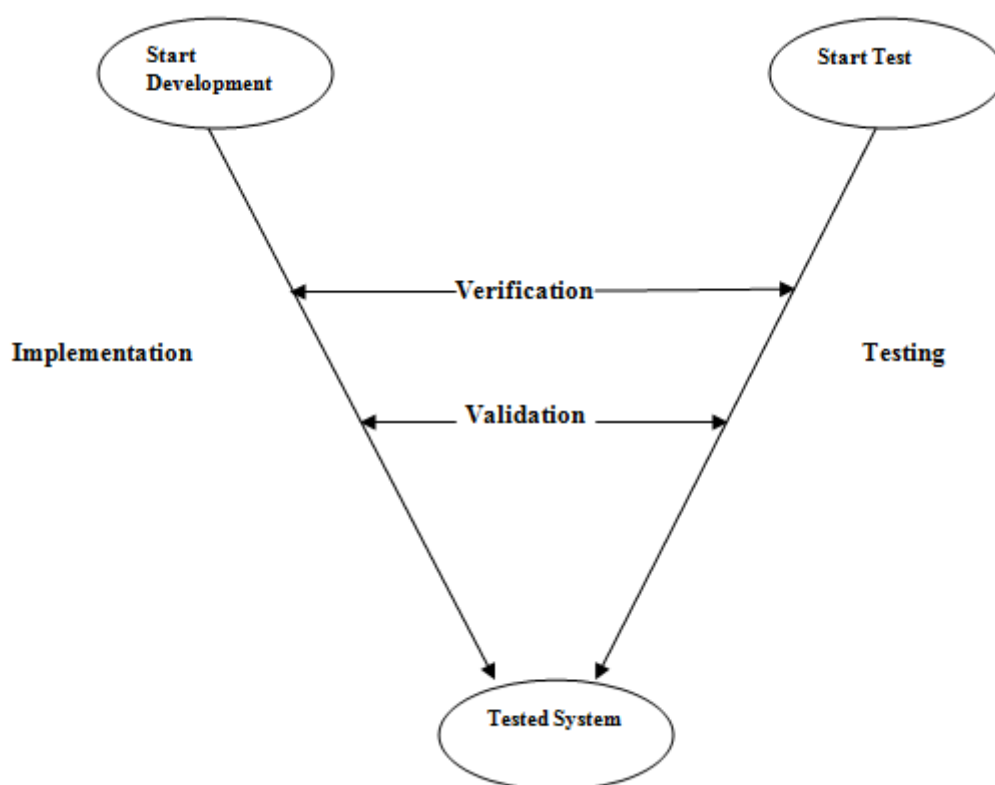 Start
Development
Start Test
Verification
Implementation
Testing
Validation
Tested System